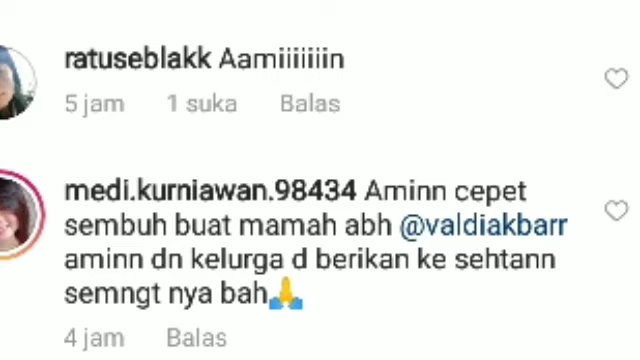 ratuseblakk Aamiiiiiiin
5 jam 1 suka Balas
medi.kurniawan.98434 Aminn cepet
sembuh buat mamah abh @valdiakbarr
aminn dn kelurga d berikan ke sehtann
semngt nya bah🙏
4 jam Balas